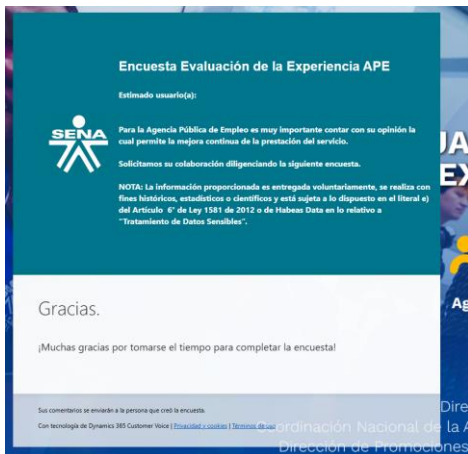 Encuesta Evaluación de la Experiencia APE
Estimado usuario(a):
SENA
Para la Agencia Pública de Empleo es muy importante contar con su opinión la
cual permite la mejora continua de la prestación del servicio.
Solicitamos su colaboración diligenciando la siguiente encuesta.
NOTA: La información proporcionada es entregada voluntariamente, se realiza con
fines históricos, estadísticos o científicos y está sujeta a lo dispuesto en el literal e)
del Artículo 6° de Ley 1581 de 2012 o de Habeas Data en lo relativo a
"Tratamiento de Datos Sensibles".
JA
EX
Ag
Gracias.
¡Muchas gracias por tomarse el tiempo para completar la encuesta!
Sus comentarios se enviarán a la persona que creó la encuesta.
Con tecnología de Dynamics 365 Customer Voice | Privacidad y cookies | Términos
Dire
Coordinación Nacional de la A
Dirección de Promociones